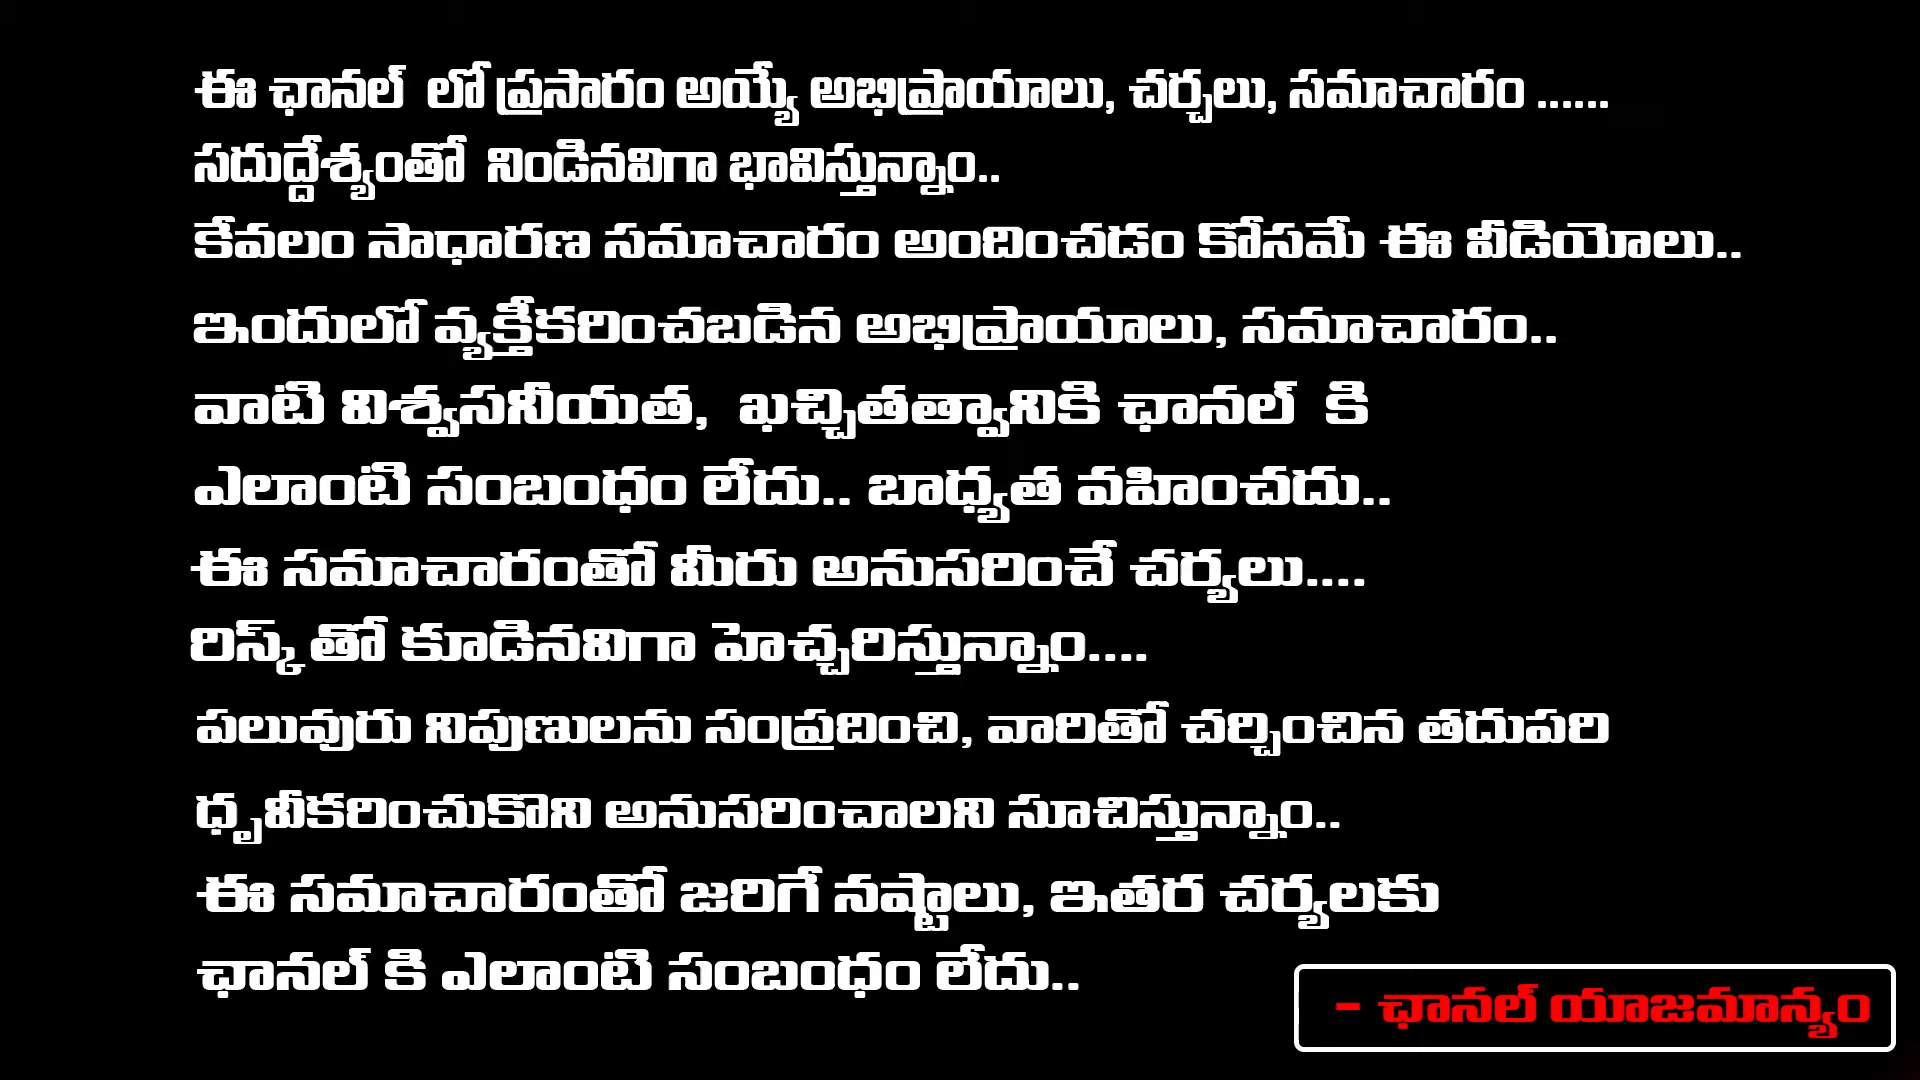 ఈ ఛానల్ లో ప్రసారం అయ్యే అభిప్రాయాలు, చర్చలు, సమాచారం ......
సదుద్దేశ్యంతో నిండినవిగా భావిస్తున్నాం..
కేవలం సాధారణ సమాచారం అందించడం కోసమే ఈ వీడియోలు..
ఇందులో వ్యక్తీకరించబడిన అభిప్రాయాలు, సమాచారం..
వాటి విశ్వసనీయత, ఖచ్చితత్వానికి ఛానల్ కి
ఎలాంటి సంబంధం లేదు.. బాధ్యత వహించదు..
ఈ సమాచారంతో మీరు అనుసరించే చర్యలు....
రిస్క్ తో కూడినవిగా హెచ్చరిస్తున్నాం....
పలువురు నిపుణులను సంప్రదించి, వారితో చర్చించిన తదుపరి
ధృవీకరించుకొని అనుసరించాలని సూచిస్తున్నాం..
ఈ సమాచారంతో జరిగే నష్టాలు, ఇతర చర్యలకు
ఛానల్ కి ఎలాంటి సంబంధం లేదు..
- ఛానల్ యాజమాన్యం